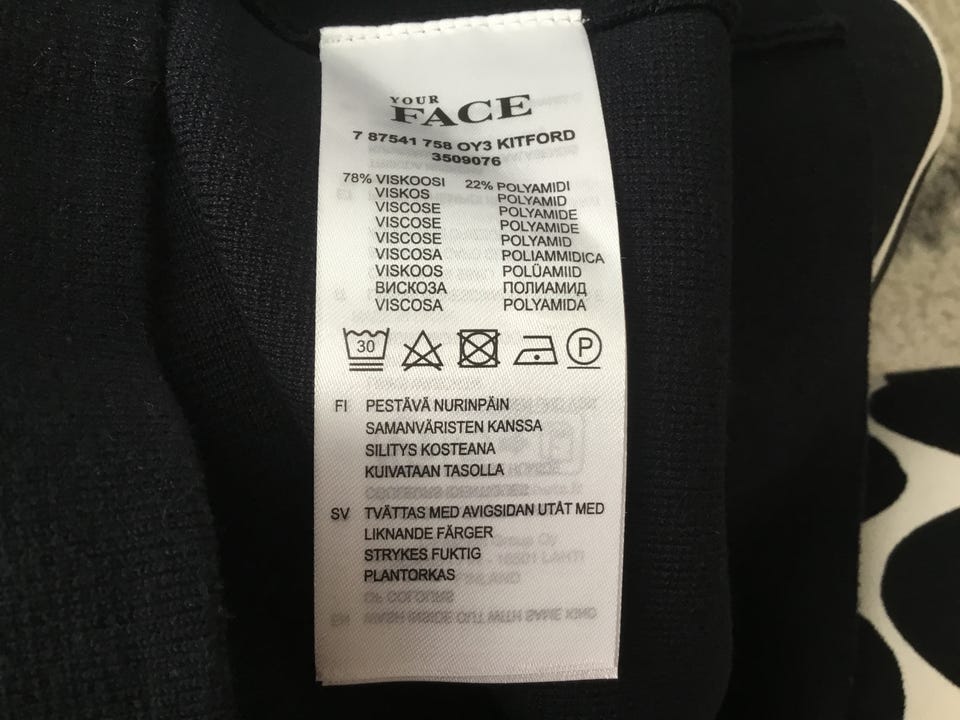 YOUR
FACE
7 87541 758 OY3 KITFORD
3509076
78% VISKOOSI 22% POLYAMIDI
VISKOS POLYAMID
VISCOSE POLYAMIDE
VISCOSE POLYAMIDE
VISCOSE POLYAMID
VISCOSA POLIAMMIDICA
VISKOOS POLÜAMIID
ВИСКОЗА ПОЛИАМИД
VISCOSA POLYAMIDA
30
P
FI PESTÄVÄ NURINPÄIN
SAMANVÄRISTEN KANSSA
SILITYS KOSTEANA
KUIVATAAN TASOLLA
SV TVÄTTAS MED AVIGSIDAN UTÅT MED
LIKNANDE FÄRGER
STRYKES FUKTIG
PLANTORKAS